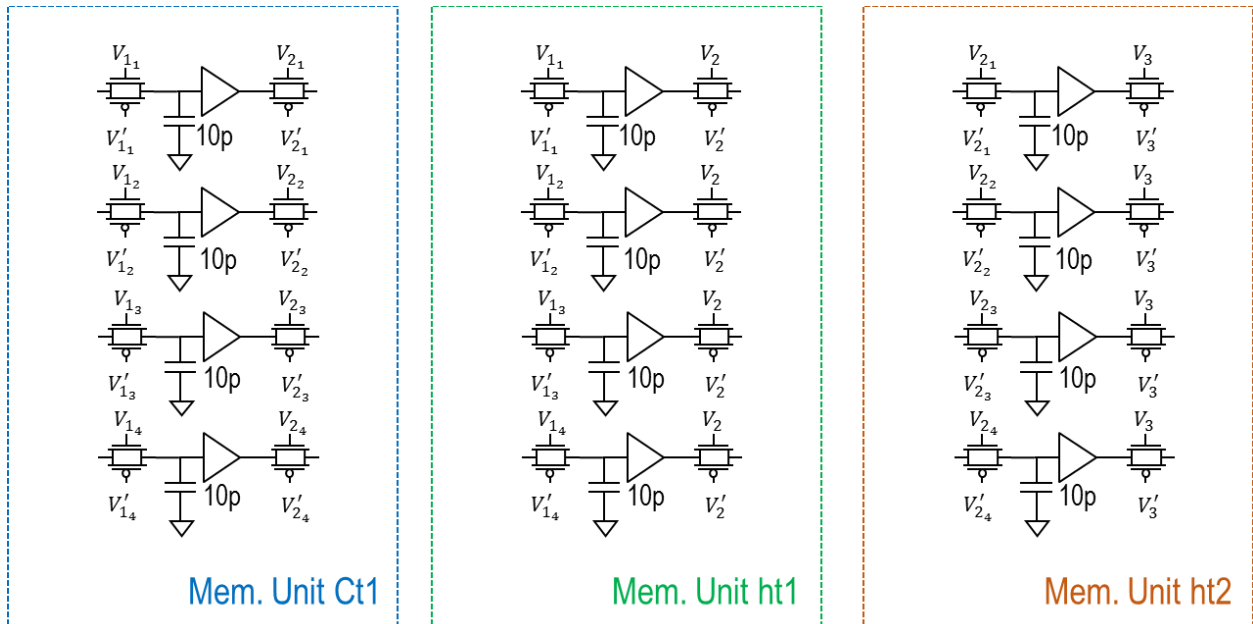 V₁₁ V₂₁ V₁₁ V₂ V₂₁ V₃
10p 10p 10p
V′₁₁ V′₂₁ V′₁₁ V′₂ V′₂₁ V′₃
V₁₂ V₂₂ V₁₂ V₂ V₂₂ V₃
V′₁₂ V′₂₂ V′₁₂ V′₂ V′₂₂ V′₃
10p 10p 10p
V₁₃ V₂₃ V₁₃ V₂ V₂₃ V₃
V′₁₃ V′₂₃ V′₁₃ V′₂ V′₂₃ V′₃
10p 10p 10p
V₁₄ V₂₄ V₁₄ V₂ V₂₄ V₃
V′₁₄ V′₂₄ V′₁₄ V′₂ V′₂₄ V′₃
10p 10p 10p
Mem. Unit Ct1 Mem. Unit ht1 Mem. Unit ht2